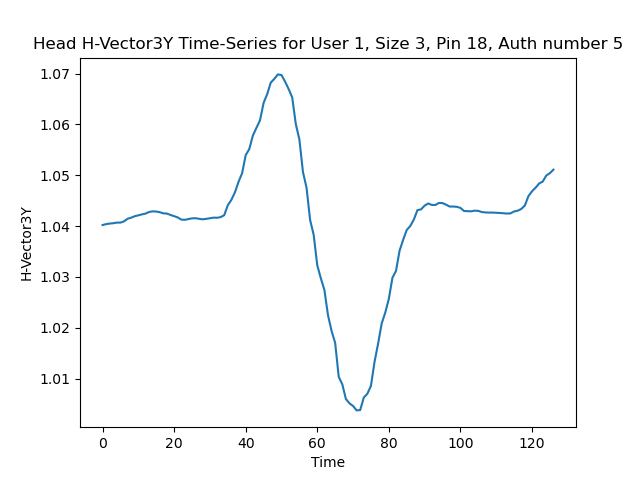 Head H-Vector3Y Time-Series for User 1, Size 3, Pin 18, Auth number 5
1.07
1.06
1.05
1.04
1.03
1.02
1.01
H-Vector3Y
0 20 40 60 80 100 120
Time